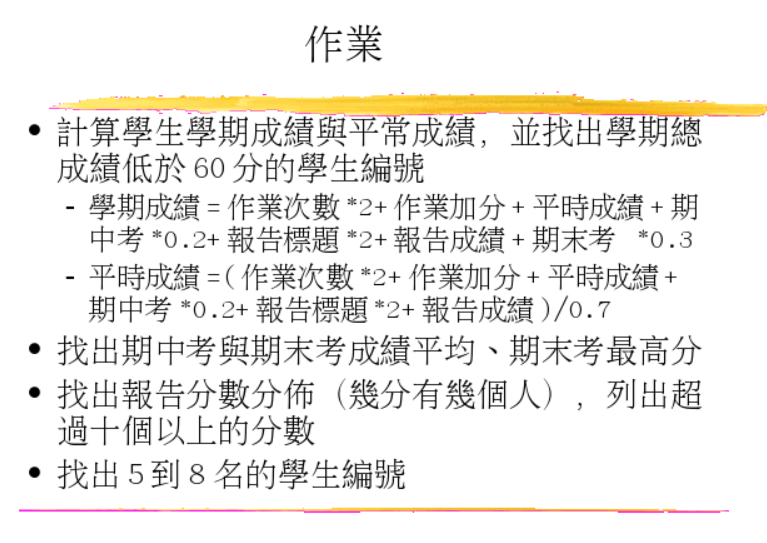 作業
• 計算學生學期成績與平常成績，並找出學期總
成績低於 60 分的學生編號
- 學期成績 = 作業次數 *2+ 作業加分 + 平時成績 + 期
中考 *0.2+ 報告標題 *2+ 報告成績 + 期末考 *0.3
- 平時成績 =( 作業次數 *2+ 作業加分 + 平時成績 +
期中考 *0.2+ 報告標題 *2+ 報告成績 )/0.7
• 找出期中考與期末考成績平均、期末考最高分
• 找出報告分數分佈（幾分有幾個人），列出超
過十個以上的分數
• 找出 5 到 8 名的學生編號